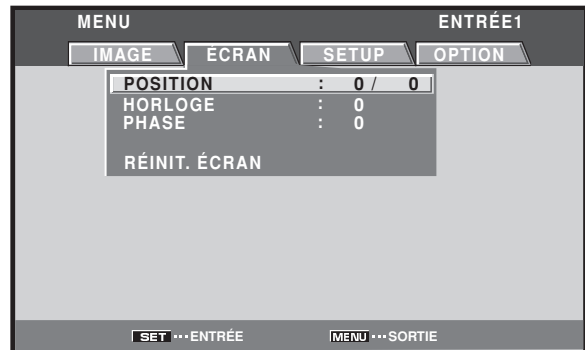 MENU ENTRÉE1
IMAGE ÉCRAN SETUP OPTION
POSITION : 0 / 0
HORLOGE : 0
PHASE : 0
RÉINIT. ÉCRAN
SET ··· ENTRÉE MENU ··· SORTIE